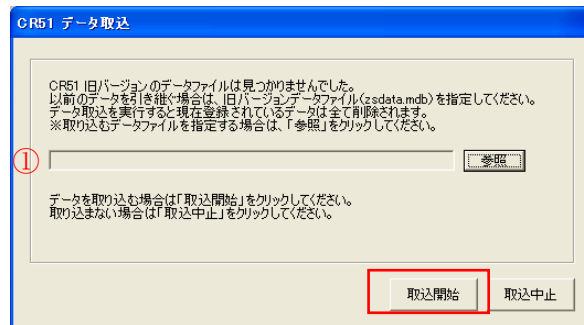 CR51 データ取込
CR51 旧バージョンのデータファイルは見つかりませんでした。
以前のデータを引き継ぐ場合は、旧バージョンデータファイル(zsdata.mdb)を指定してください。
データ取込を実行すると現在登録されているデータは全て削除されます。
※取り込むデータファイルを指定する場合は、「参照」をクリックしてください。
①
参照
データを取り込む場合は「取込開始」をクリックしてください。
取り込まない場合は「取込中止」をクリックしてください。
取込開始 取込中止